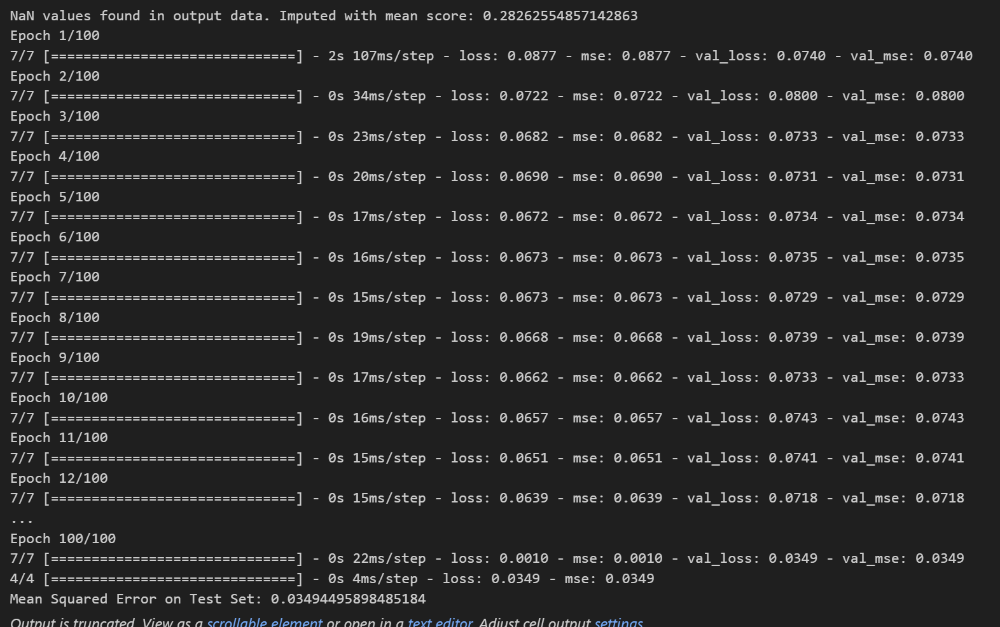 NaN values found in output data. Imputed with mean score: 0.28262554857142863
Epoch 1/100
7/7 [==============================] - 2s 107ms/step - loss: 0.0877 - mse: 0.0877 - val_loss: 0.0740 - val_mse: 0.0740
Epoch 2/100
7/7 [==============================] - 0s 34ms/step - loss: 0.0722 - mse: 0.0722 - val_loss: 0.0800 - val_mse: 0.0800
Epoch 3/100
7/7 [==============================] - 0s 23ms/step - loss: 0.0682 - mse: 0.0682 - val_loss: 0.0733 - val_mse: 0.0733
Epoch 4/100
7/7 [==============================] - 0s 20ms/step - loss: 0.0690 - mse: 0.0690 - val_loss: 0.0731 - val_mse: 0.0731
Epoch 5/100
7/7 [==============================] - 0s 17ms/step - loss: 0.0672 - mse: 0.0672 - val_loss: 0.0734 - val_mse: 0.0734
Epoch 6/100
7/7 [==============================] - 0s 16ms/step - loss: 0.0673 - mse: 0.0673 - val_loss: 0.0735 - val_mse: 0.0735
Epoch 7/100
7/7 [==============================] - 0s 15ms/step - loss: 0.0673 - mse: 0.0673 - val_loss: 0.0729 - val_mse: 0.0729
Epoch 8/100
7/7 [==============================] - 0s 19ms/step - loss: 0.0668 - mse: 0.0668 - val_loss: 0.0739 - val_mse: 0.0739
Epoch 9/100
7/7 [==============================] - 0s 17ms/step - loss: 0.0662 - mse: 0.0662 - val_loss: 0.0733 - val_mse: 0.0733
Epoch 10/100
7/7 [==============================] - 0s 16ms/step - loss: 0.0657 - mse: 0.0657 - val_loss: 0.0743 - val_mse: 0.0743
Epoch 11/100
7/7 [==============================] - 0s 15ms/step - loss: 0.0651 - mse: 0.0651 - val_loss: 0.0741 - val_mse: 0.0741
Epoch 12/100
7/7 [==============================] - 0s 15ms/step - loss: 0.0639 - mse: 0.0639 - val_loss: 0.0718 - val_mse: 0.0718
...
Epoch 100/100
7/7 [==============================] - 0s 22ms/step - loss: 0.0010 - mse: 0.0010 - val_loss: 0.0349 - val_mse: 0.0349
4/4 [==============================] - 0s 4ms/step - loss: 0.0349 - mse: 0.0349
Mean Squared Error on Test Set: 0.03494495898485184
Output is truncated. View as a scrollable element or open in a text editor. Adjust cell output settings